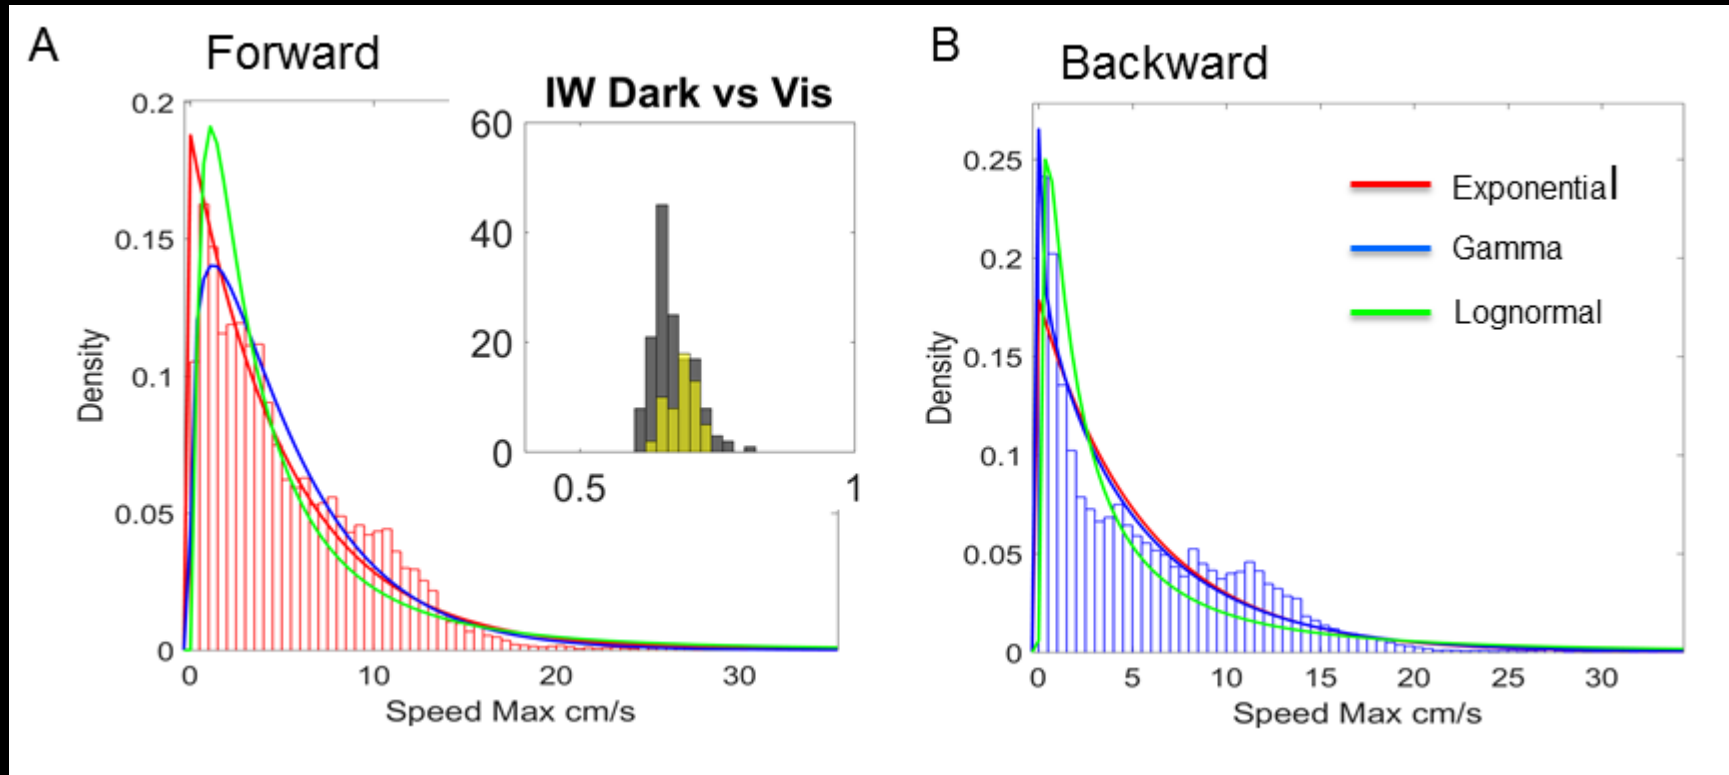 A
Forward
IW Dark vs Vis
60
40
20
0
0.5 1
0.2
0.15
0.1
0.05
0
Density
0 10 20 30
Speed Max cm/s
B
Backward
Exponential
Gamma
Lognormal
0.25
0.2
0.15
0.1
0.05
0
Density
0 5 10 15 20 25 30
Speed Max cm/s